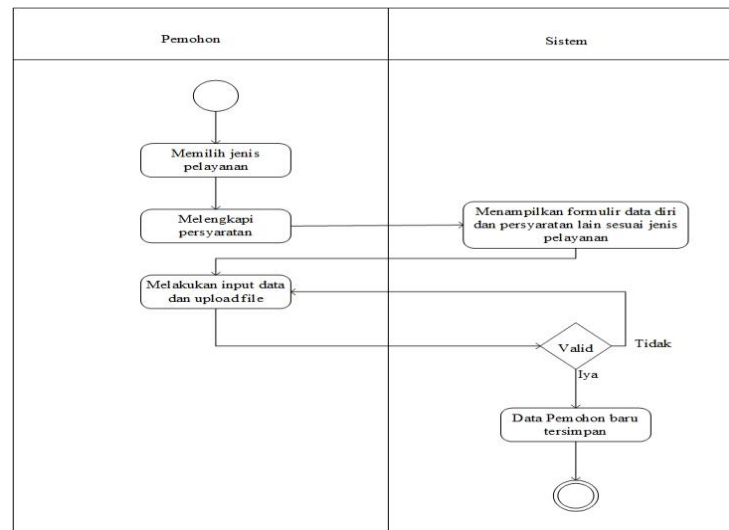 Pemohon
Sistem
Memilih jenis
pelayanan
Melengkapi
persyaratan
Menampilkan formulir data diri
dan persyaratan lain sesuai jenis
pelayanan
Melakukan input data
dan upload file
Valid
Tidak
Iya
Data Pemohon baru
tersimpan